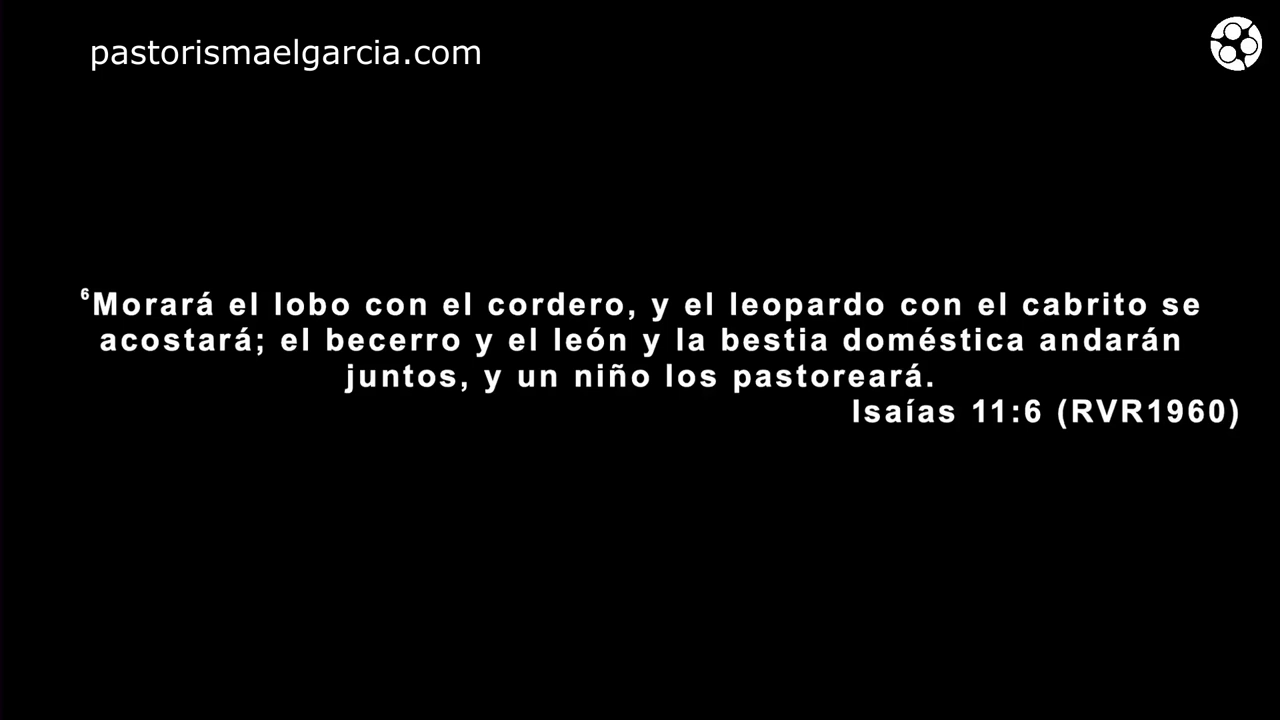 pastorismaelgarcia.com
⁶Morará el lobo con el cordero, y el leopardo con el cabrito se
acostará; el becerro y el león y la bestia doméstica andarán
juntos, y un niño los pastoreará.
Isaías 11:6 (RVR1960)